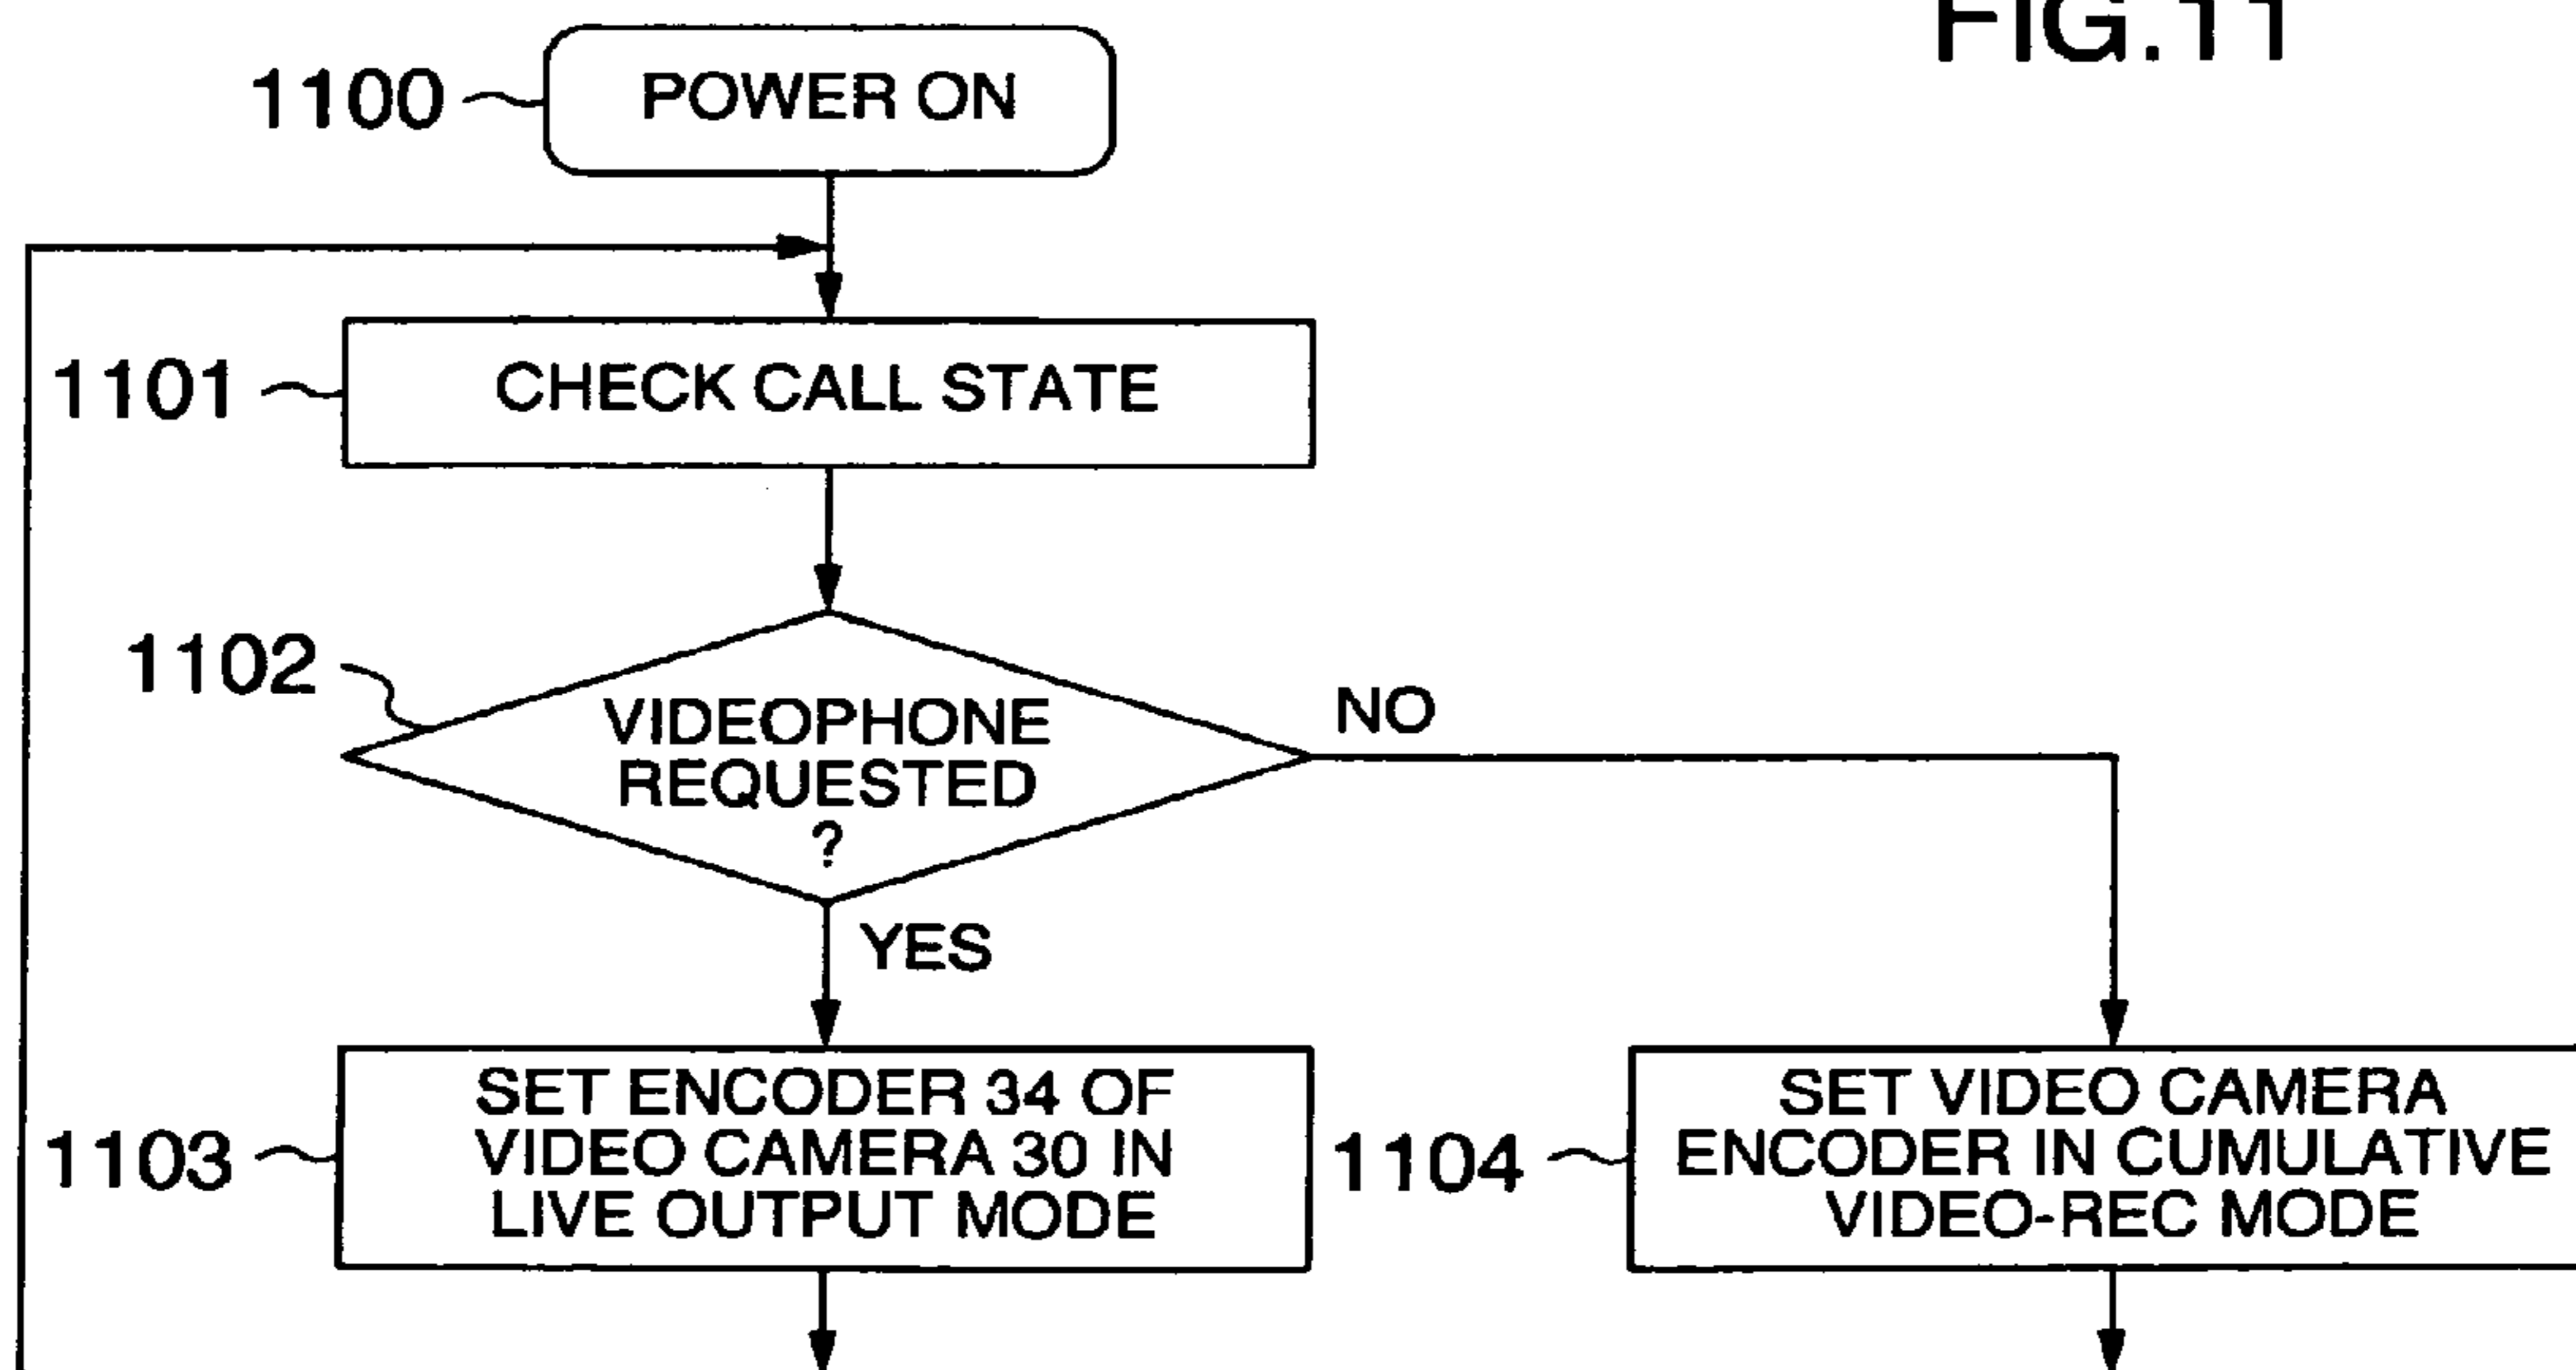 FIG.11
1100
POWER ON
1101
CHECK CALL STATE
1102
VIDEOPHONE
REQUESTED
?
NO
YES
1103
SET ENCODER 34 OF
VIDEO CAMERA 30 IN
LIVE OUTPUT MODE
1104
SET VIDEO CAMERA
ENCODER IN CUMULATIVE
VIDEO-REC MODE